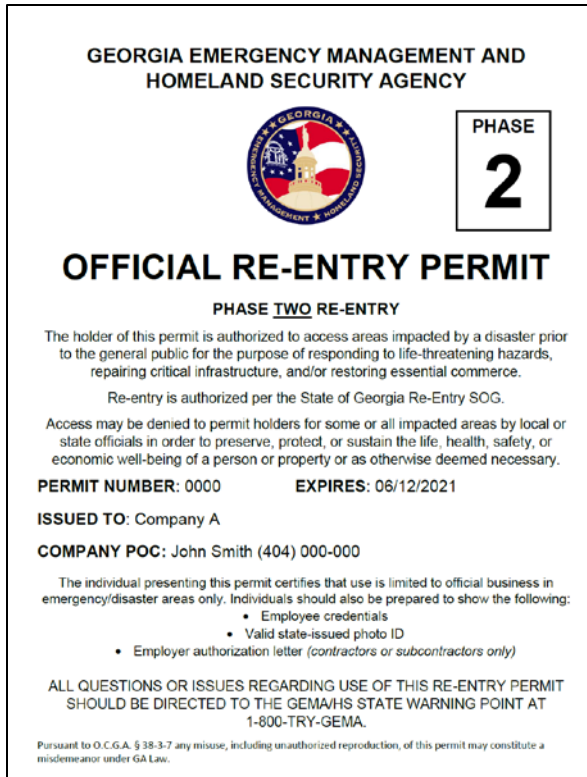 GEORGIA EMERGENCY MANAGEMENT AND
HOMELAND SECURITY AGENCY
GEORGIA
EMERGENCY MANAGEMENT ★ HOMELAND SECURITY
PHASE
2
OFFICIAL RE-ENTRY PERMIT
PHASE TWO RE-ENTRY
The holder of this permit is authorized to access areas impacted by a disaster prior
to the general public for the purpose of responding to life-threatening hazards,
repairing critical infrastructure, and/or restoring essential commerce.
Re-entry is authorized per the State of Georgia Re-Entry SOG.
Access may be denied to permit holders for some or all impacted areas by local or
state officials in order to preserve, protect, or sustain the life, health, safety, or
economic well-being of a person or property or as otherwise deemed necessary.
PERMIT NUMBER: 0000 EXPIRES: 06/12/2021
ISSUED TO: Company A
COMPANY POC: John Smith (404) 000-000
The individual presenting this permit certifies that use is limited to official business in
emergency/disaster areas only. Individuals should also be prepared to show the following:
• Employee credentials
• Valid state-issued photo ID
• Employer authorization letter (contractors or subcontractors only)
ALL QUESTIONS OR ISSUES REGARDING USE OF THIS RE-ENTRY PERMIT
SHOULD BE DIRECTED TO THE GEMA/HS STATE WARNING POINT AT
1-800-TRY-GEMA.
Pursuant to O.C.G.A. § 38-3-7 any misuse, including unauthorized reproduction, of this permit may constitute a
misdemeanor under GA Law.